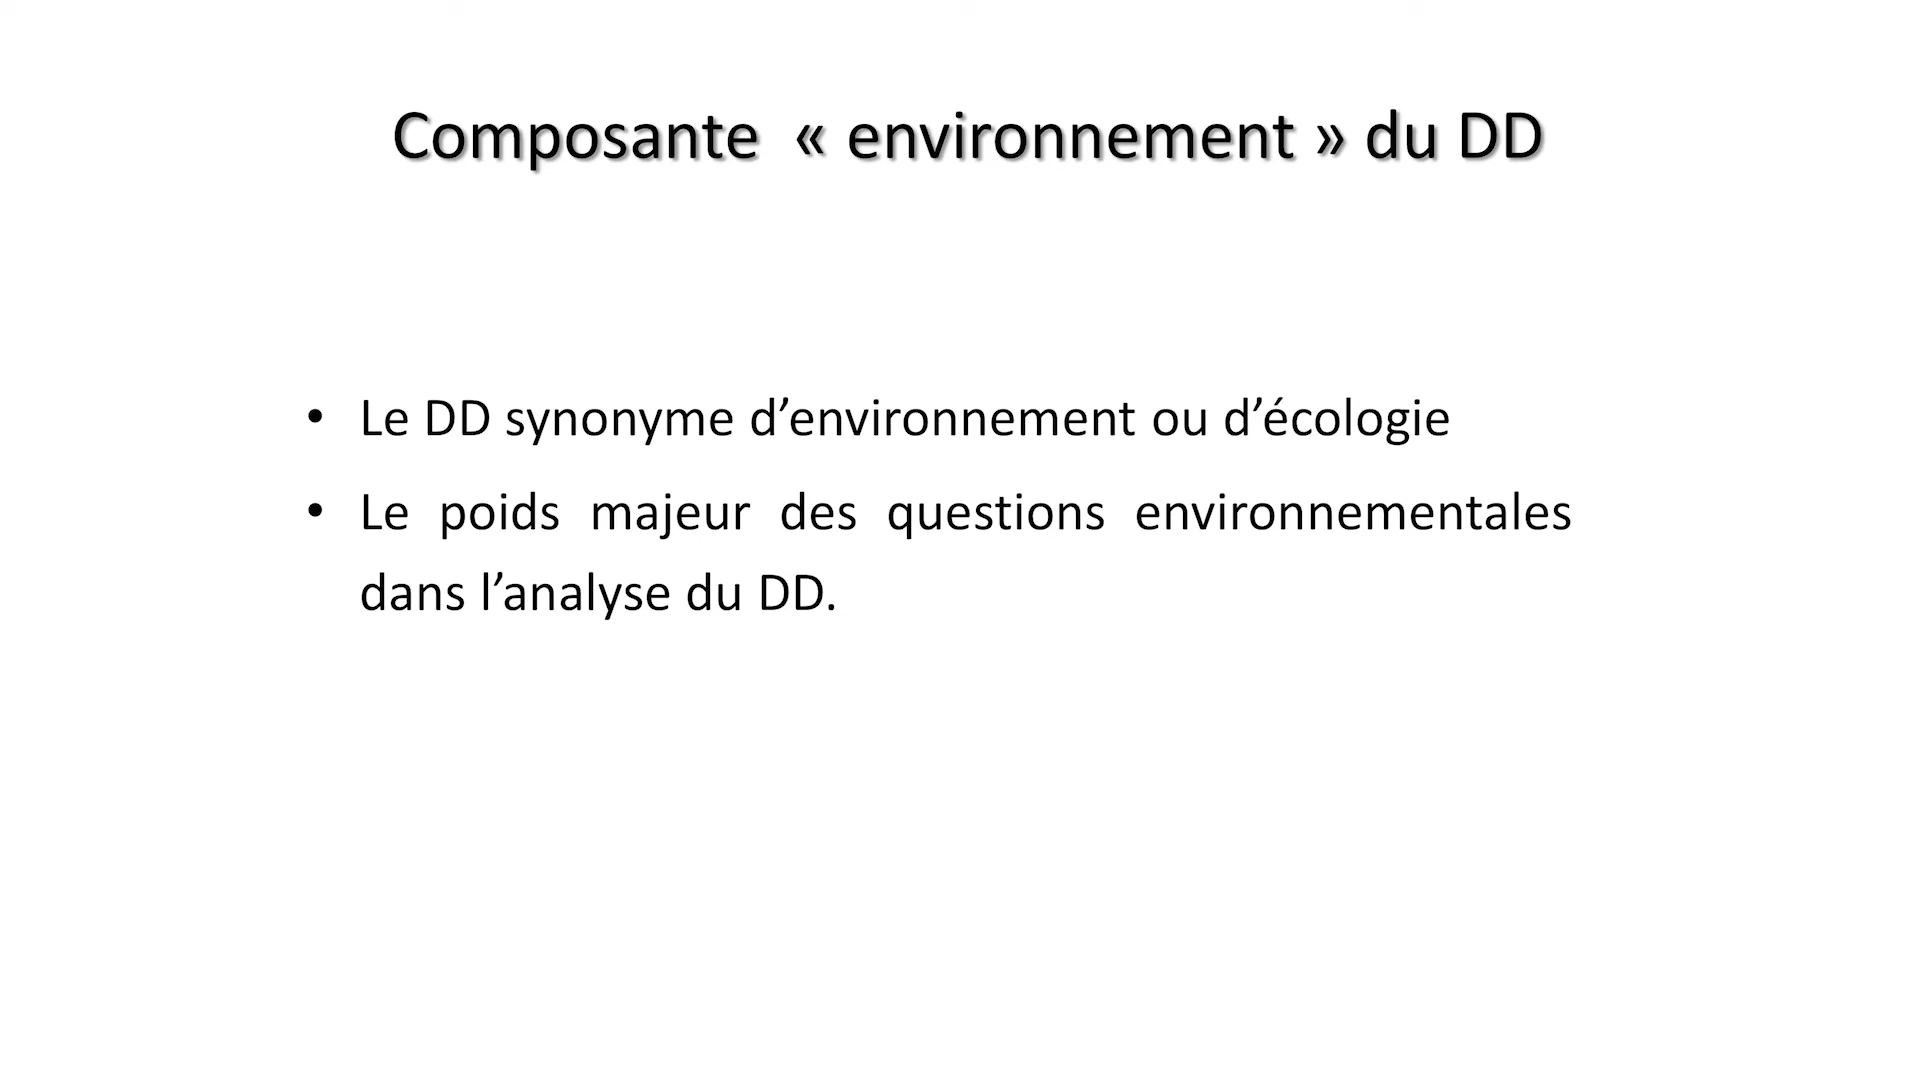 Composante « environnement » du DD
• Le DD synonyme d’environnement ou d’écologie
• Le poids majeur des questions environnementales
dans l’analyse du DD.